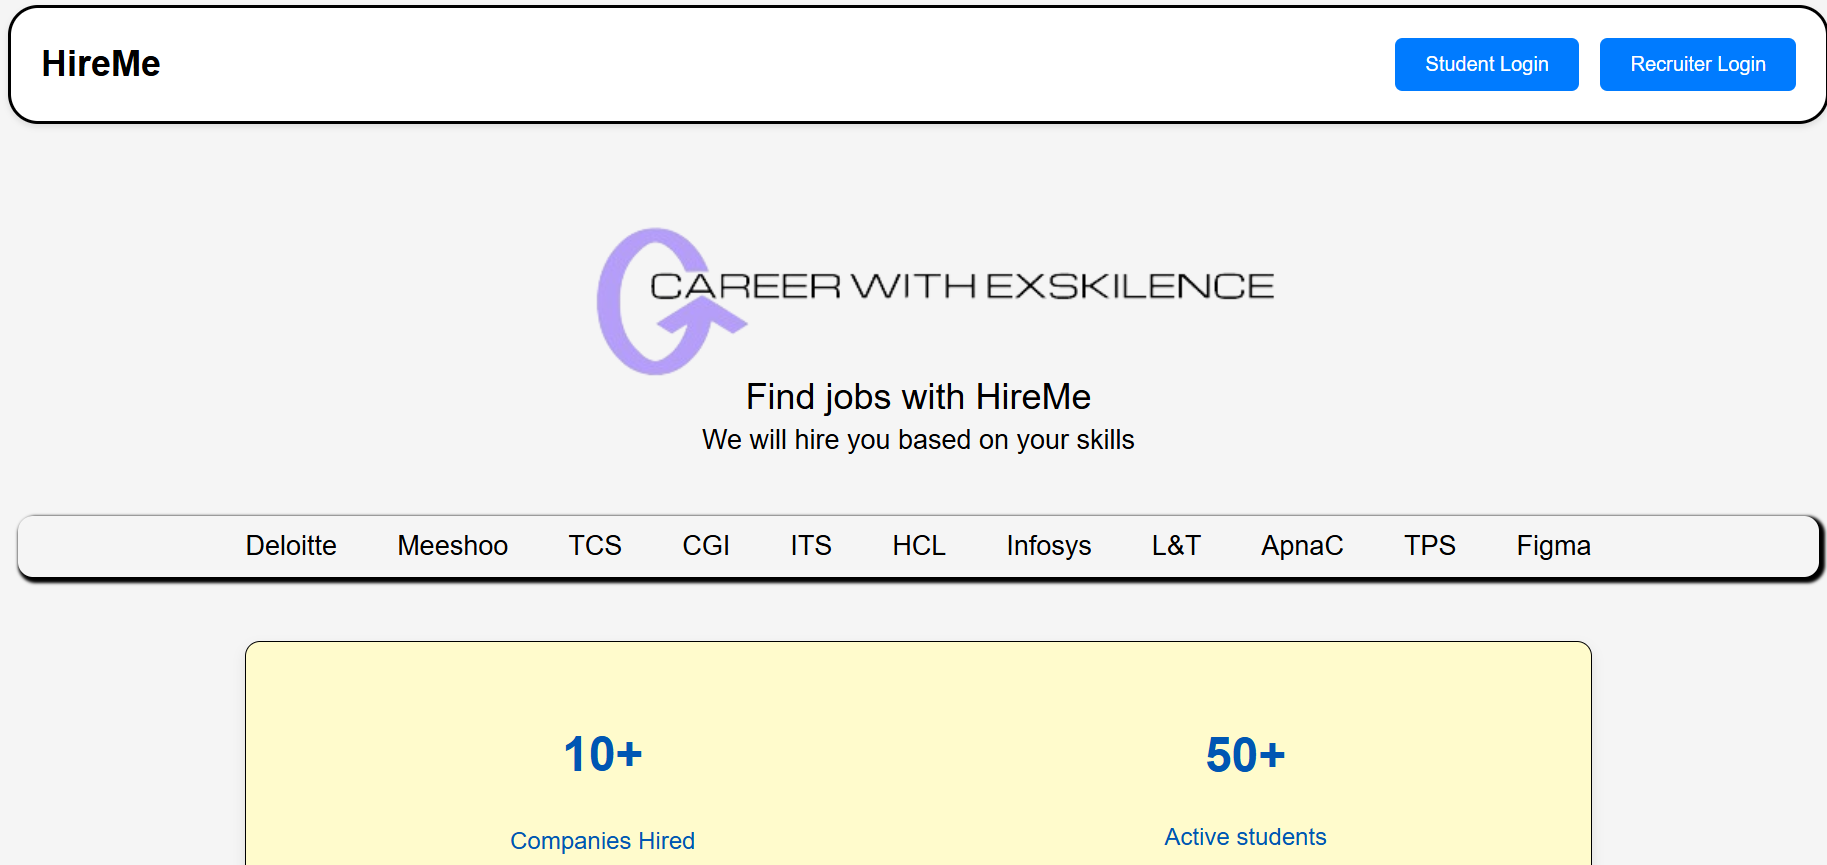 HireMe
Student Login
Recruiter Login
CAREER WITH EXSKILENCE
Find jobs with HireMe
We will hire you based on your skills
Deloitte Meeshoo TCS CGI ITS HCL Infosys L&T ApnaC TPS Figma
10+
Companies Hired
50+
Active students